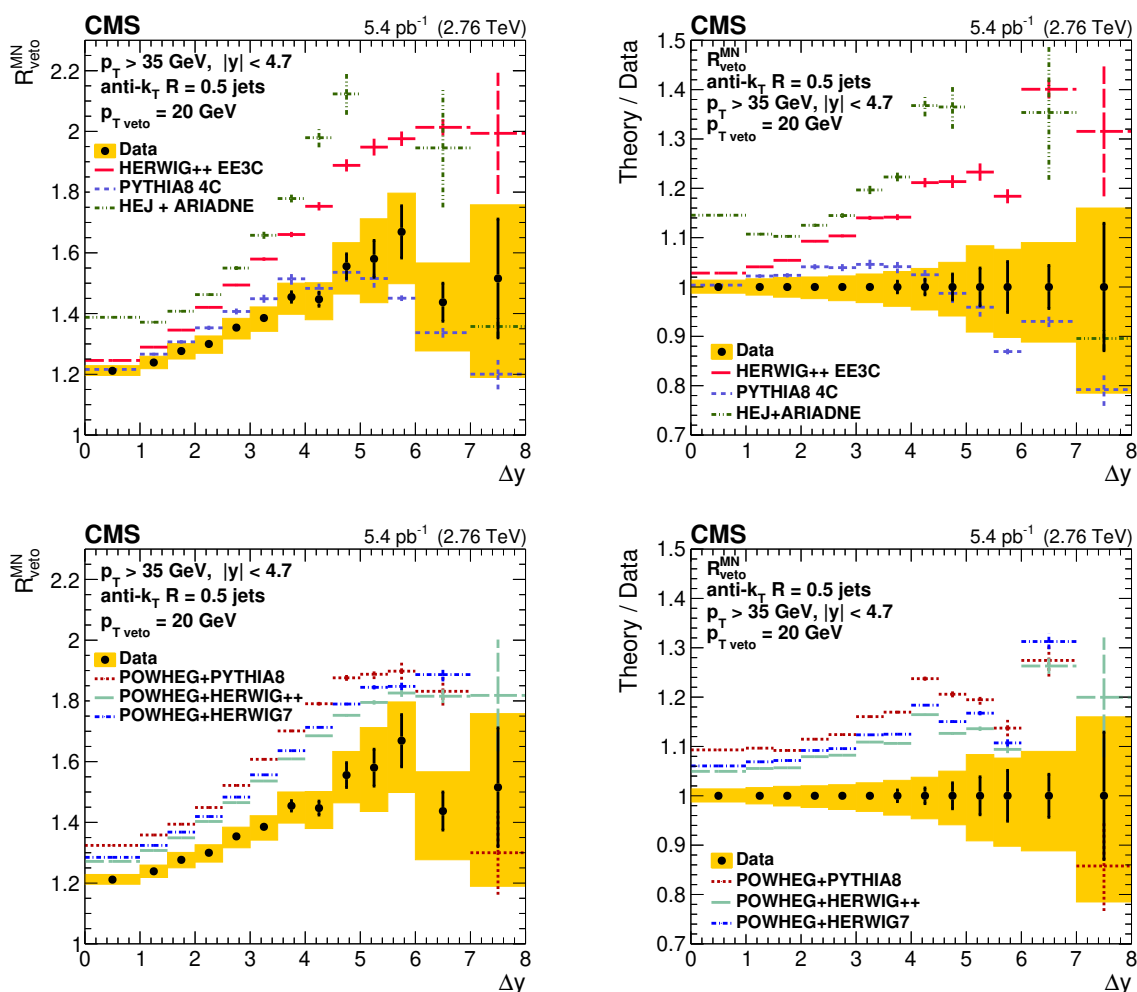 CMS
5.4 pb⁻¹ (2.76 TeV)
R^MN_veto
p_T > 35 GeV, |y| < 4.7
anti-k_T R = 0.5 jets
p_T veto = 20 GeV
Data
HERWIG++ EE3C
PYTHIA8 4C
HEJ + ARIADNE
2.2
2
1.8
1.6
1.4
1.2
1
0 1 2 3 4 5 6 7 8
Δy
CMS
5.4 pb⁻¹ (2.76 TeV)
Theory / Data
R^MN_veto
anti-k_T R = 0.5 jets
p_T > 35 GeV, |y| < 4.7
p_T veto = 20 GeV
Data
HERWIG++ EE3C
PYTHIA8 4C
HEJ+ARIADNE
1.5
1.4
1.3
1.2
1.1
1.0
0.9
0.8
0.7
0 1 2 3 4 5 6 7 8
Δy
CMS
5.4 pb⁻¹ (2.76 TeV)
R^MN_veto
p_T > 35 GeV, |y| < 4.7
anti-k_T R = 0.5 jets
p_T veto = 20 GeV
Data
POWHEG+PYTHIA8
POWHEG+HERWIG++
POWHEG+HERWIG7
2.2
2
1.8
1.6
1.4
1.2
1
0 1 2 3 4 5 6 7 8
Δy
CMS
5.4 pb⁻¹ (2.76 TeV)
Theory / Data
R^MN_veto
anti-k_T R = 0.5 jets
p_T > 35 GeV, |y| < 4.7
p_T veto = 20 GeV
Data
POWHEG+PYTHIA8
POWHEG+HERWIG++
POWHEG+HERWIG7
1.5
1.4
1.3
1.2
1.1
1.0
0.9
0.8
0.7
0 1 2 3 4 5 6 7 8
Δy